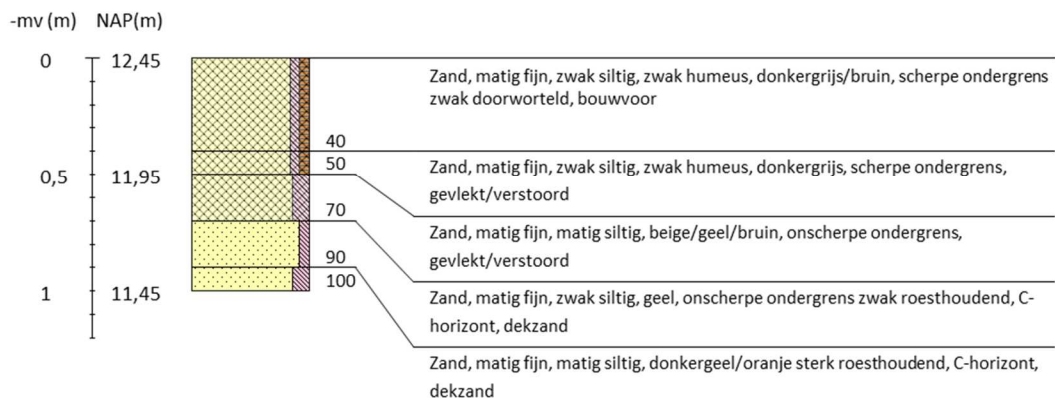 -mv (m) NAP(m)
0 12,45
Zand, matig fijn, zwak siltig, zwak humeus, donkergrijs/bruin, scherpe ondergrens
zwak doorworteld, bouwvoor
40
50
0,5 11,95
Zand, matig fijn, zwak siltig, zwak humeus, donkergrijs, scherpe ondergrens,
gevlekt/verstoord
70
Zand, matig fijn, matig siltig, beige/geel/bruin, onscherpe ondergrens,
gevlekt/verstoord
90
100
1 11,45
Zand, matig fijn, zwak siltig, geel, onscherpe ondergrens zwak roesthoudend, C-
horizont, dekzand
Zand, matig fijn, matig siltig, donkergeel/oranje sterk roesthoudend, C-horizont,
dekzand